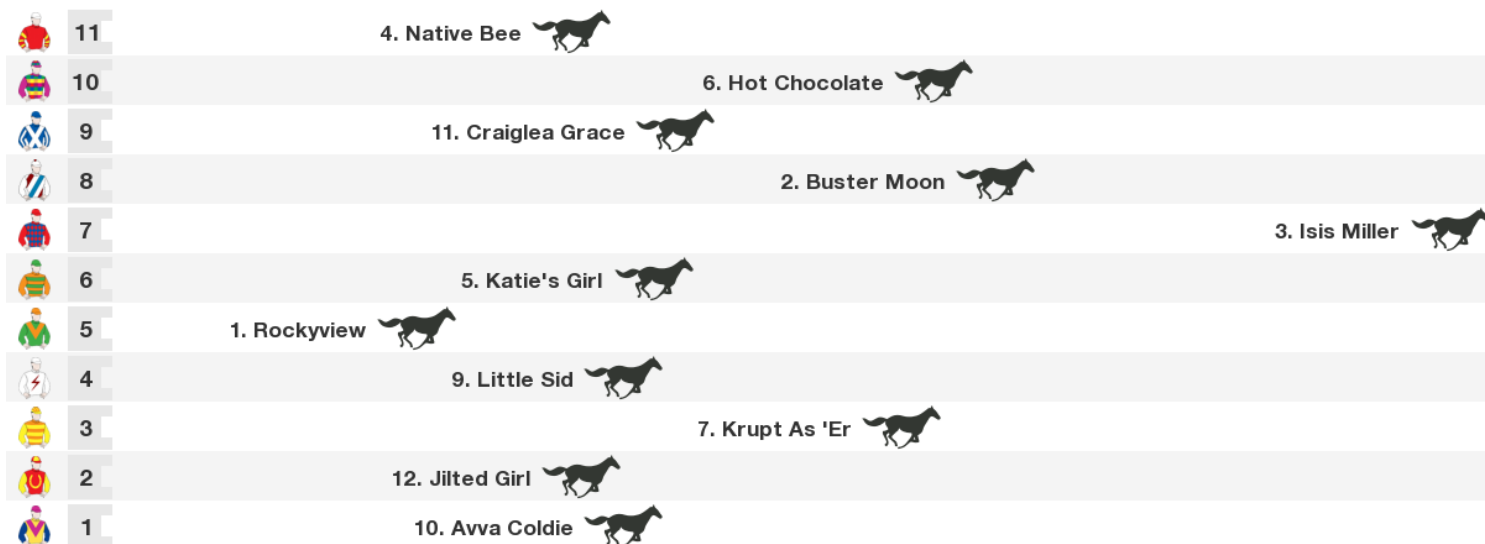 11 4. Native Bee
10 6. Hot Chocolate
9 11. Craiglea Grace
8 2. Buster Moon
7 3. Isis Miller
6 5. Katie's Girl
5 1. Rockyview
4 9. Little Sid
3 7. Krupt As 'Er
2 12. Jilted Girl
1 10. Avva Coldie